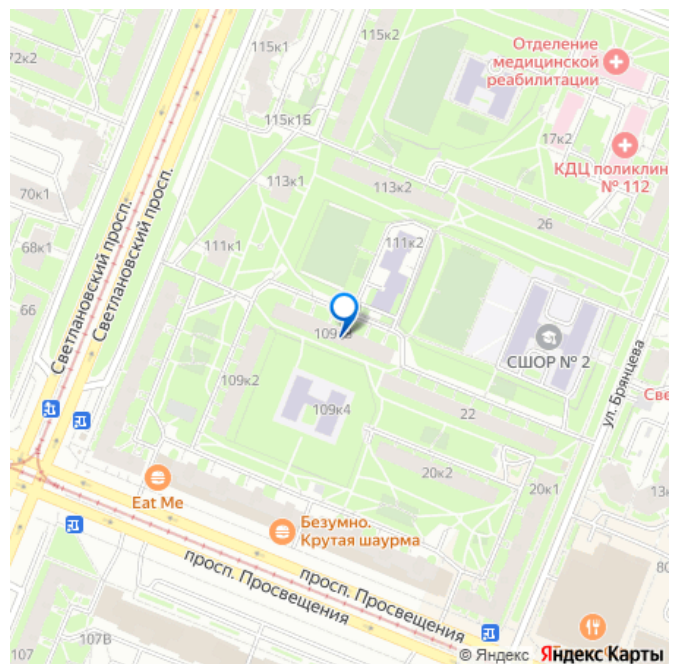 115к2
115к1
Отделение
медицинской
реабилитации
72к2
115к1Б
17к2
КДЦ поликлин
№ 112
113к1
113к2
70к1
26
111к1
111к2
68к1
Светлановский просп.
Светлановский просп.
66
СШОР № 2
ул. Брянцева
109к2
Све
109к4
22
20к2
20к1
13к
Eat Me
Безумно.
Крутая шаурма
просп. Просвещения
просп. Просвещения
80
107
107В
© Яндекс Яндекс Карты